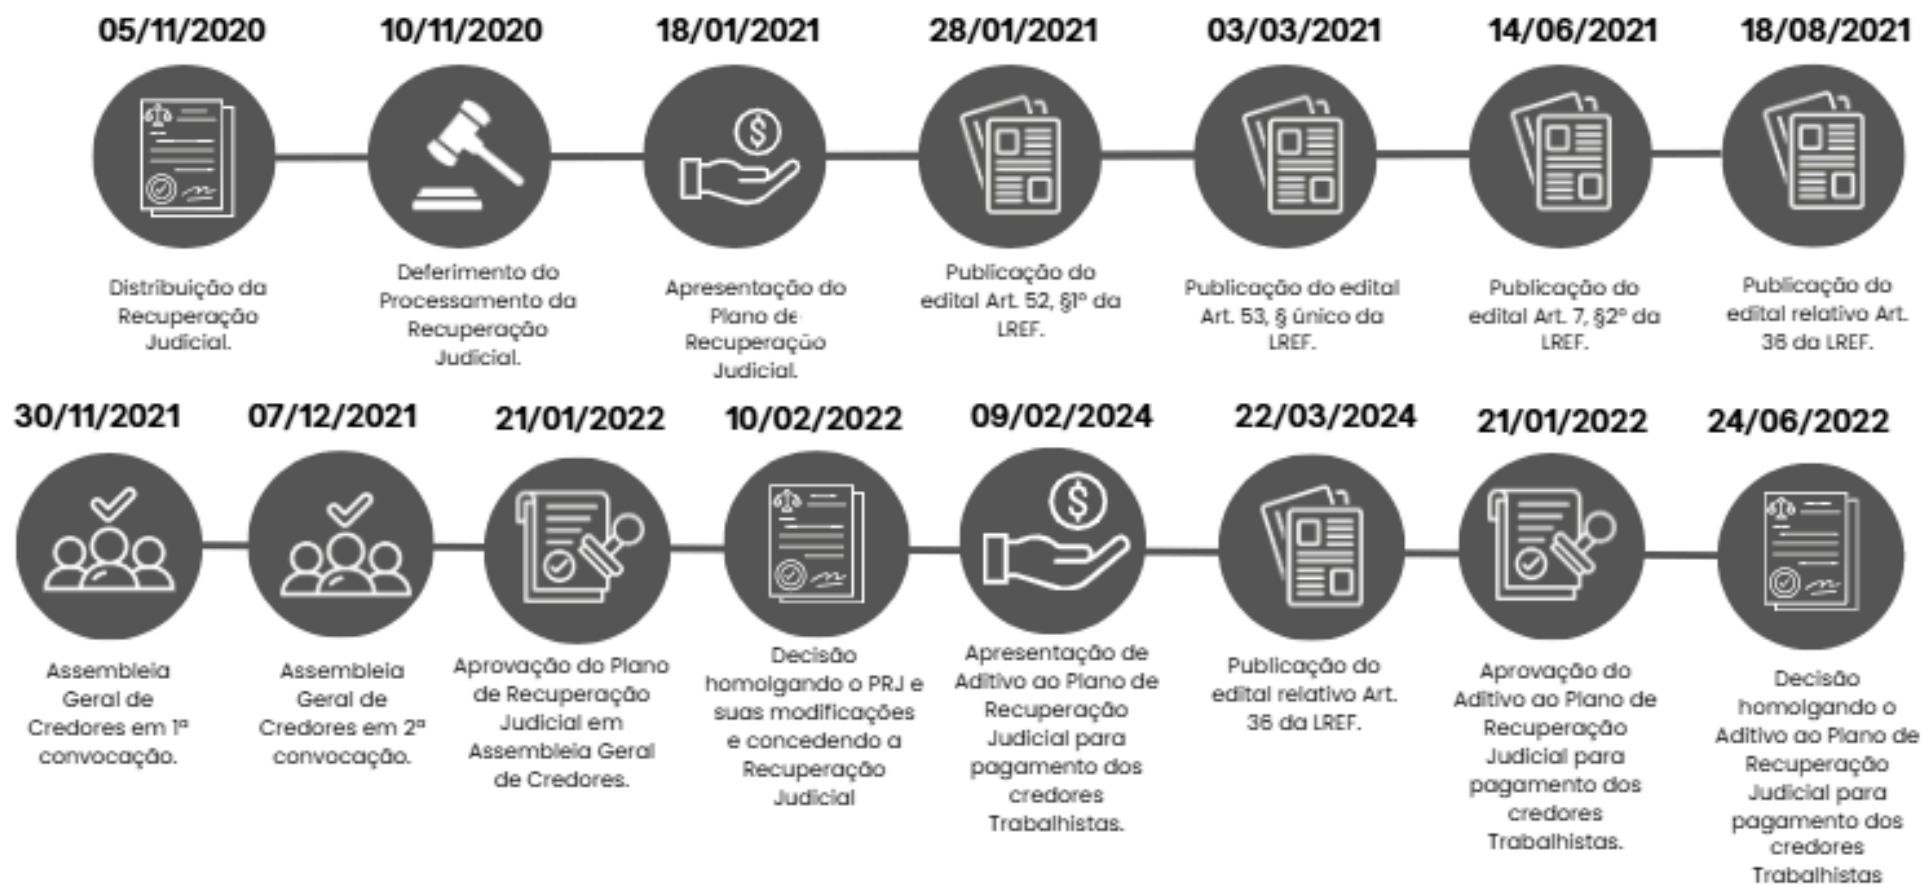 05/11/2020
Distribuição da
Recuperação
Judicial.
10/11/2020
Deferimento do
Processamento da
Recuperação
Judicial.
18/01/2021
Apresentação do
Plano de
Recuperação
Judicial.
28/01/2021
Publicação do
edital Art. 52, §1º da
LREF.
03/03/2021
Publicação do edital
Art. 53, § único da
LREF.
14/06/2021
Publicação do
edital Art. 7, §2º da
LREF.
18/08/2021
Publicação do
edital relativo Art.
36 da LREF.
30/11/2021
Assembleia
Geral de
Credores em 1ª
convocação.
07/12/2021
Assembleia
Geral de
Credores em 2ª
convocação.
21/01/2022
Aprovação do Plano
de Recuperação
Judicial em
Assembleia Geral
de Credores.
10/02/2022
Decisão
homolgando o PRJ e
suas modificações
e concedendo a
Recuperação
Judicial
09/02/2024
Apresentação de
Aditivo ao Plano de
Recuperação
Judicial para
pagamento dos
credores
Trabalhistas.
22/03/2024
Publicação do
edital relativo Art.
36 da LREF.
21/01/2022
Aprovação do
Aditivo ao Plano de
Recuperação
Judicial para
pagamento dos
credores
Trabalhistas.
24/06/2022
Decisão
homolgando o
Aditivo ao Plano de
Recuperação
Judicial para
pagamento dos
credores
Trabalhistas